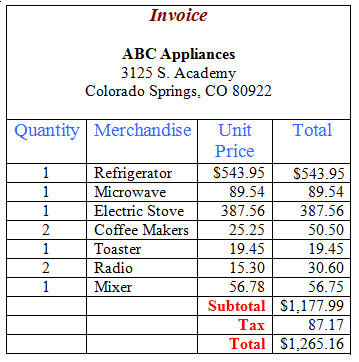 Invoice
ABC Appliances
3125 S. Academy
Colorado Springs, CO 80922
Quantity Merchandise Unit Price Total
1 Refrigerator $543.95 $543.95
1 Microwave 89.54 89.54
1 Electric Stove 387.56 387.56
2 Coffee Makers 25.25 50.50
1 Toaster 19.45 19.45
2 Radio 15.30 30.60
1 Mixer 56.78 56.75
Subtotal $1,177.99
Tax 87.17
Total $1,265.16